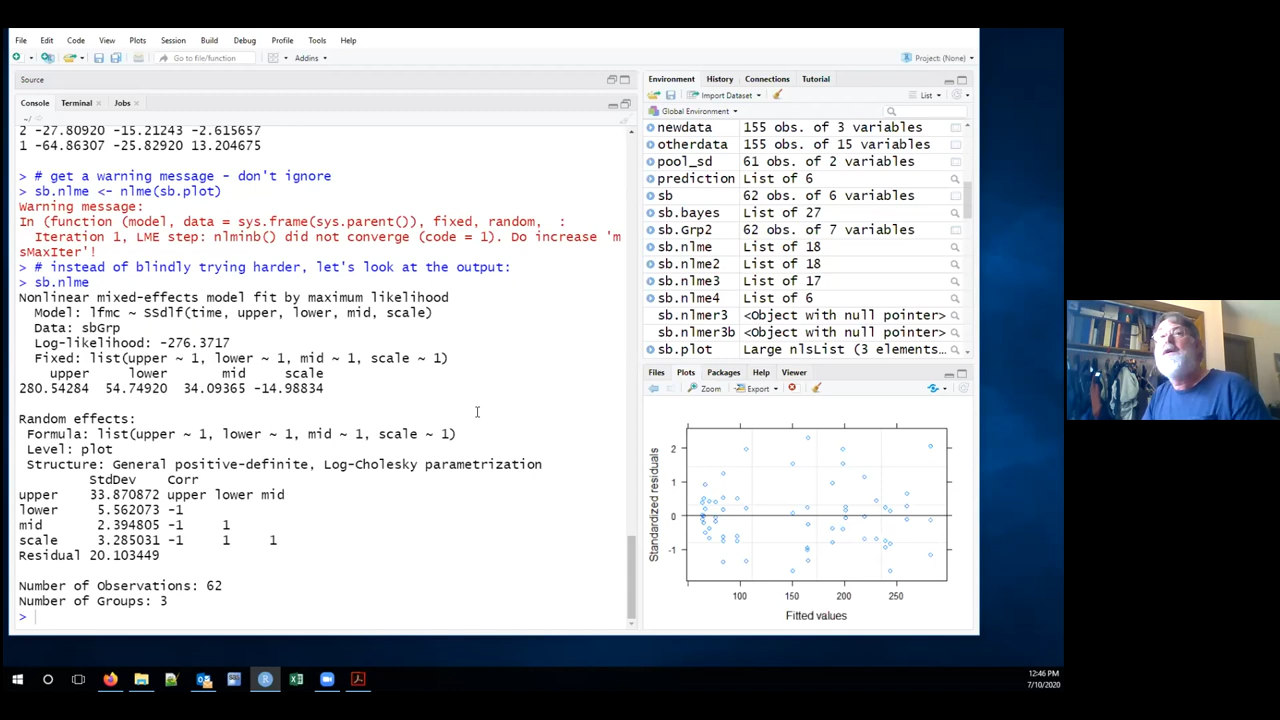 File Edit Code View Plots Session Build Debug Profile Tools Help
Go to file/function Addins Project: (None)
Source
Console Terminal Jobs
~/
2 -27.80920 -15.21243 -2.615657
1 -64.86307 -25.82920 13.204675
> # get a warning message - don't ignore
> sb.nlme <- nlme(sb.plot)
Warning message:
In (function (model, data = sys.frame(sys.parent()), fixed, random, :
Iteration 1, LME step: nlminb() did not converge (code = 1). Do increase 'm
sMaxIter'!
> # instead of blindly trying harder, let's look at the output:
> sb.nlme
Nonlinear mixed-effects model fit by maximum likelihood
Model: lfmc ~ SSdlf(time, upper, lower, mid, scale)
Data: sbGrp
Log-likelihood: -276.3717
Fixed: list(upper ~ 1, lower ~ 1, mid ~ 1, scale ~ 1)
upper lower mid scale
280.54284 54.74920 34.09365 -14.98834
Random effects:
Formula: list(upper ~ 1, lower ~ 1, mid ~ 1, scale ~ 1)
Level: plot
Structure: General positive-definite, Log-Cholesky parametrization
StdDev Corr
upper 33.870872 upper lower mid
lower 5.562073 -1
mid 2.394805 -1 1
scale 3.285031 -1 1 1
Residual 20.103449
Number of Observations: 62
Number of Groups: 3
>
Environment History Connections Tutorial
Import Dataset List
Global Environment
newdata 155 obs. of 3 variables
otherdata 155 obs. of 15 variables
pool_sd 61 obs. of 2 variables
prediction List of 6
sb 62 obs. of 6 variables
sb.bayes List of 27
sb.Grp2 62 obs. of 7 variables
sb.nlme List of 18
sb.nlme2 List of 18
sb.nlme3 List of 17
sb.nlme4 List of 6
sb.nlmer3 <Object with null pointer>
sb.nlmer3b <Object with null pointer>
sb.plot Large nlsList (3 elements…
Files Plots Packages Help Viewer
Zoom Export
Standardized residuals
2
1
0
-1
100 150 200 250
Fitted values
12:46 PM
7/10/2020